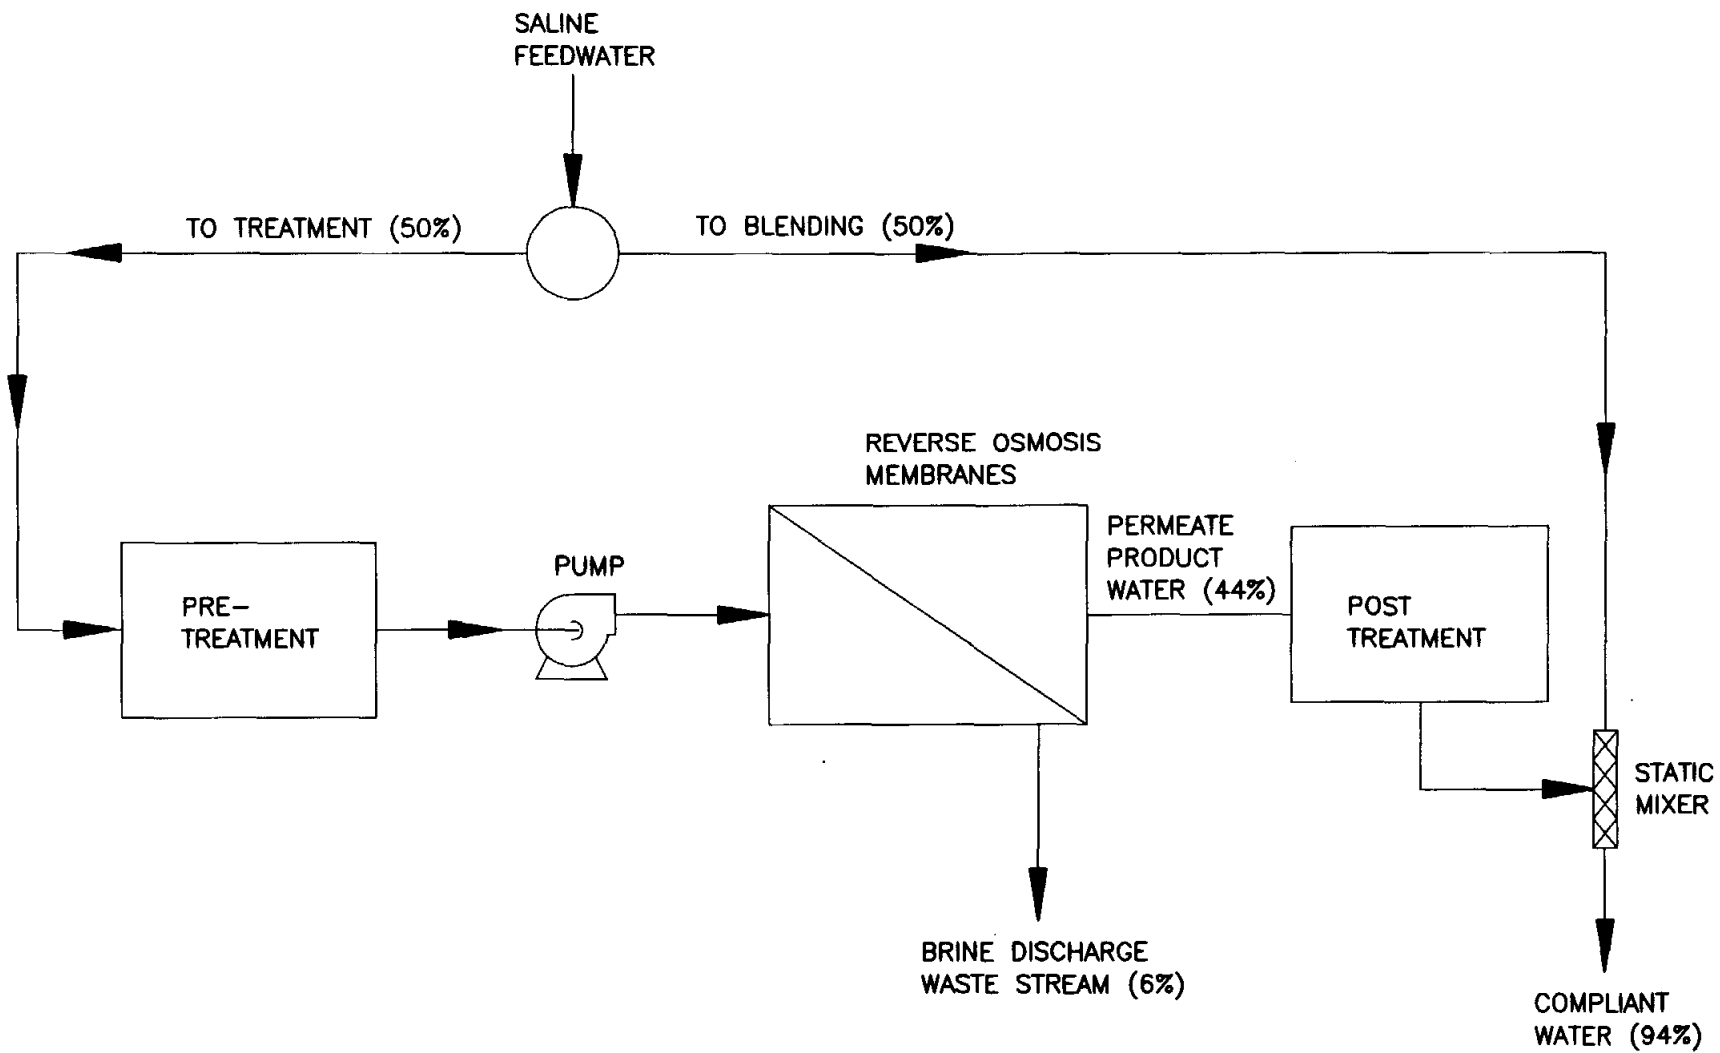 SALINE
FEEDWATER
TO TREATMENT (50%)
TO BLENDING (50%)
REVERSE OSMOSIS
MEMBRANES
PERMEATE
PRODUCT
WATER (44%)
PUMP
PRE-
TREATMENT
POST
TREATMENT
STATIC
MIXER
BRINE DISCHARGE
WASTE STREAM (6%)
COMPLIANT
WATER (94%)